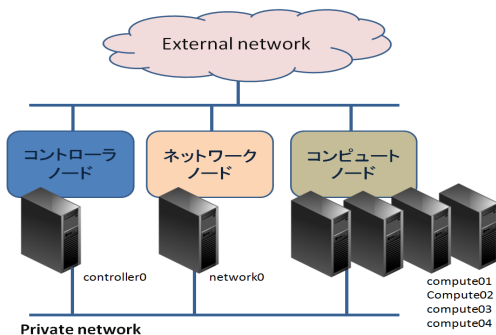 External network
コントローラ
ノード
ネットワーク
ノード
コンピュート
ノード
controller0
network0
compute01
Compute02
compute03
compute04
Private network